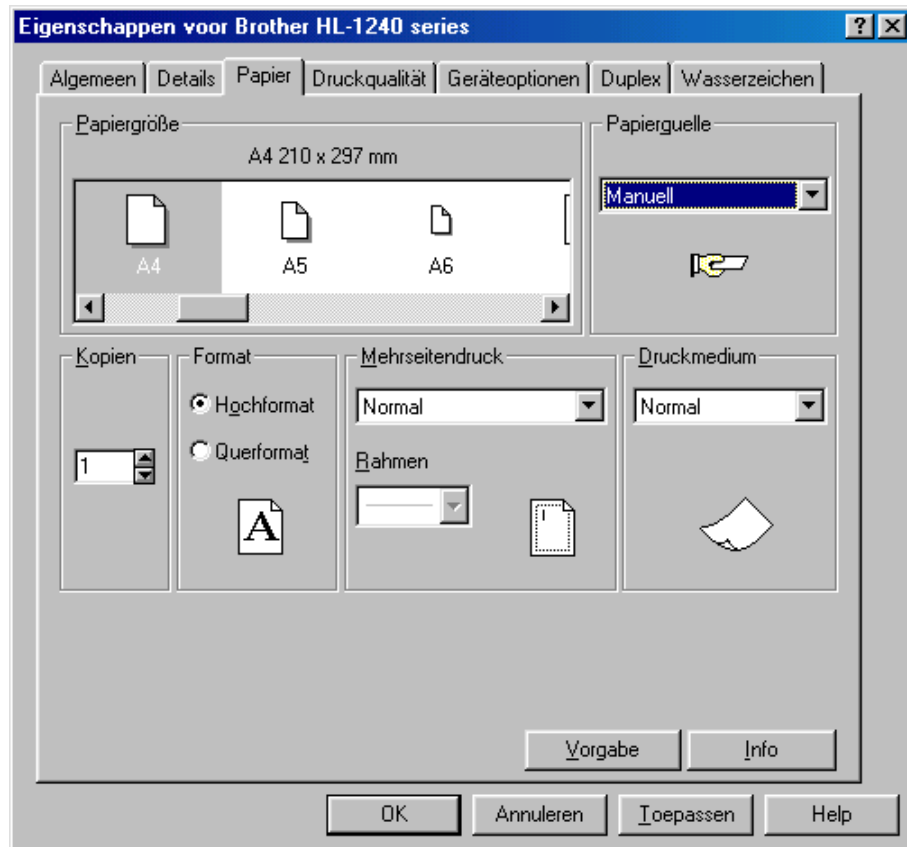 Eigenschappen voor Brother HL-1240 series
Algemeen Details Papier Druckqualität Geräteoptionen Duplex Wasserzeichen
Papiergröße
A4 210 x 297 mm
A4 A5 A6
Papierguelle
Manuell
Kopien
1
Format
Hochformat
Querformat
A
Mehrseitendruck
Normal
Rahmen
Druckmedium
Normal
Vorgabe Info
OK Annuleren Toepassen Help